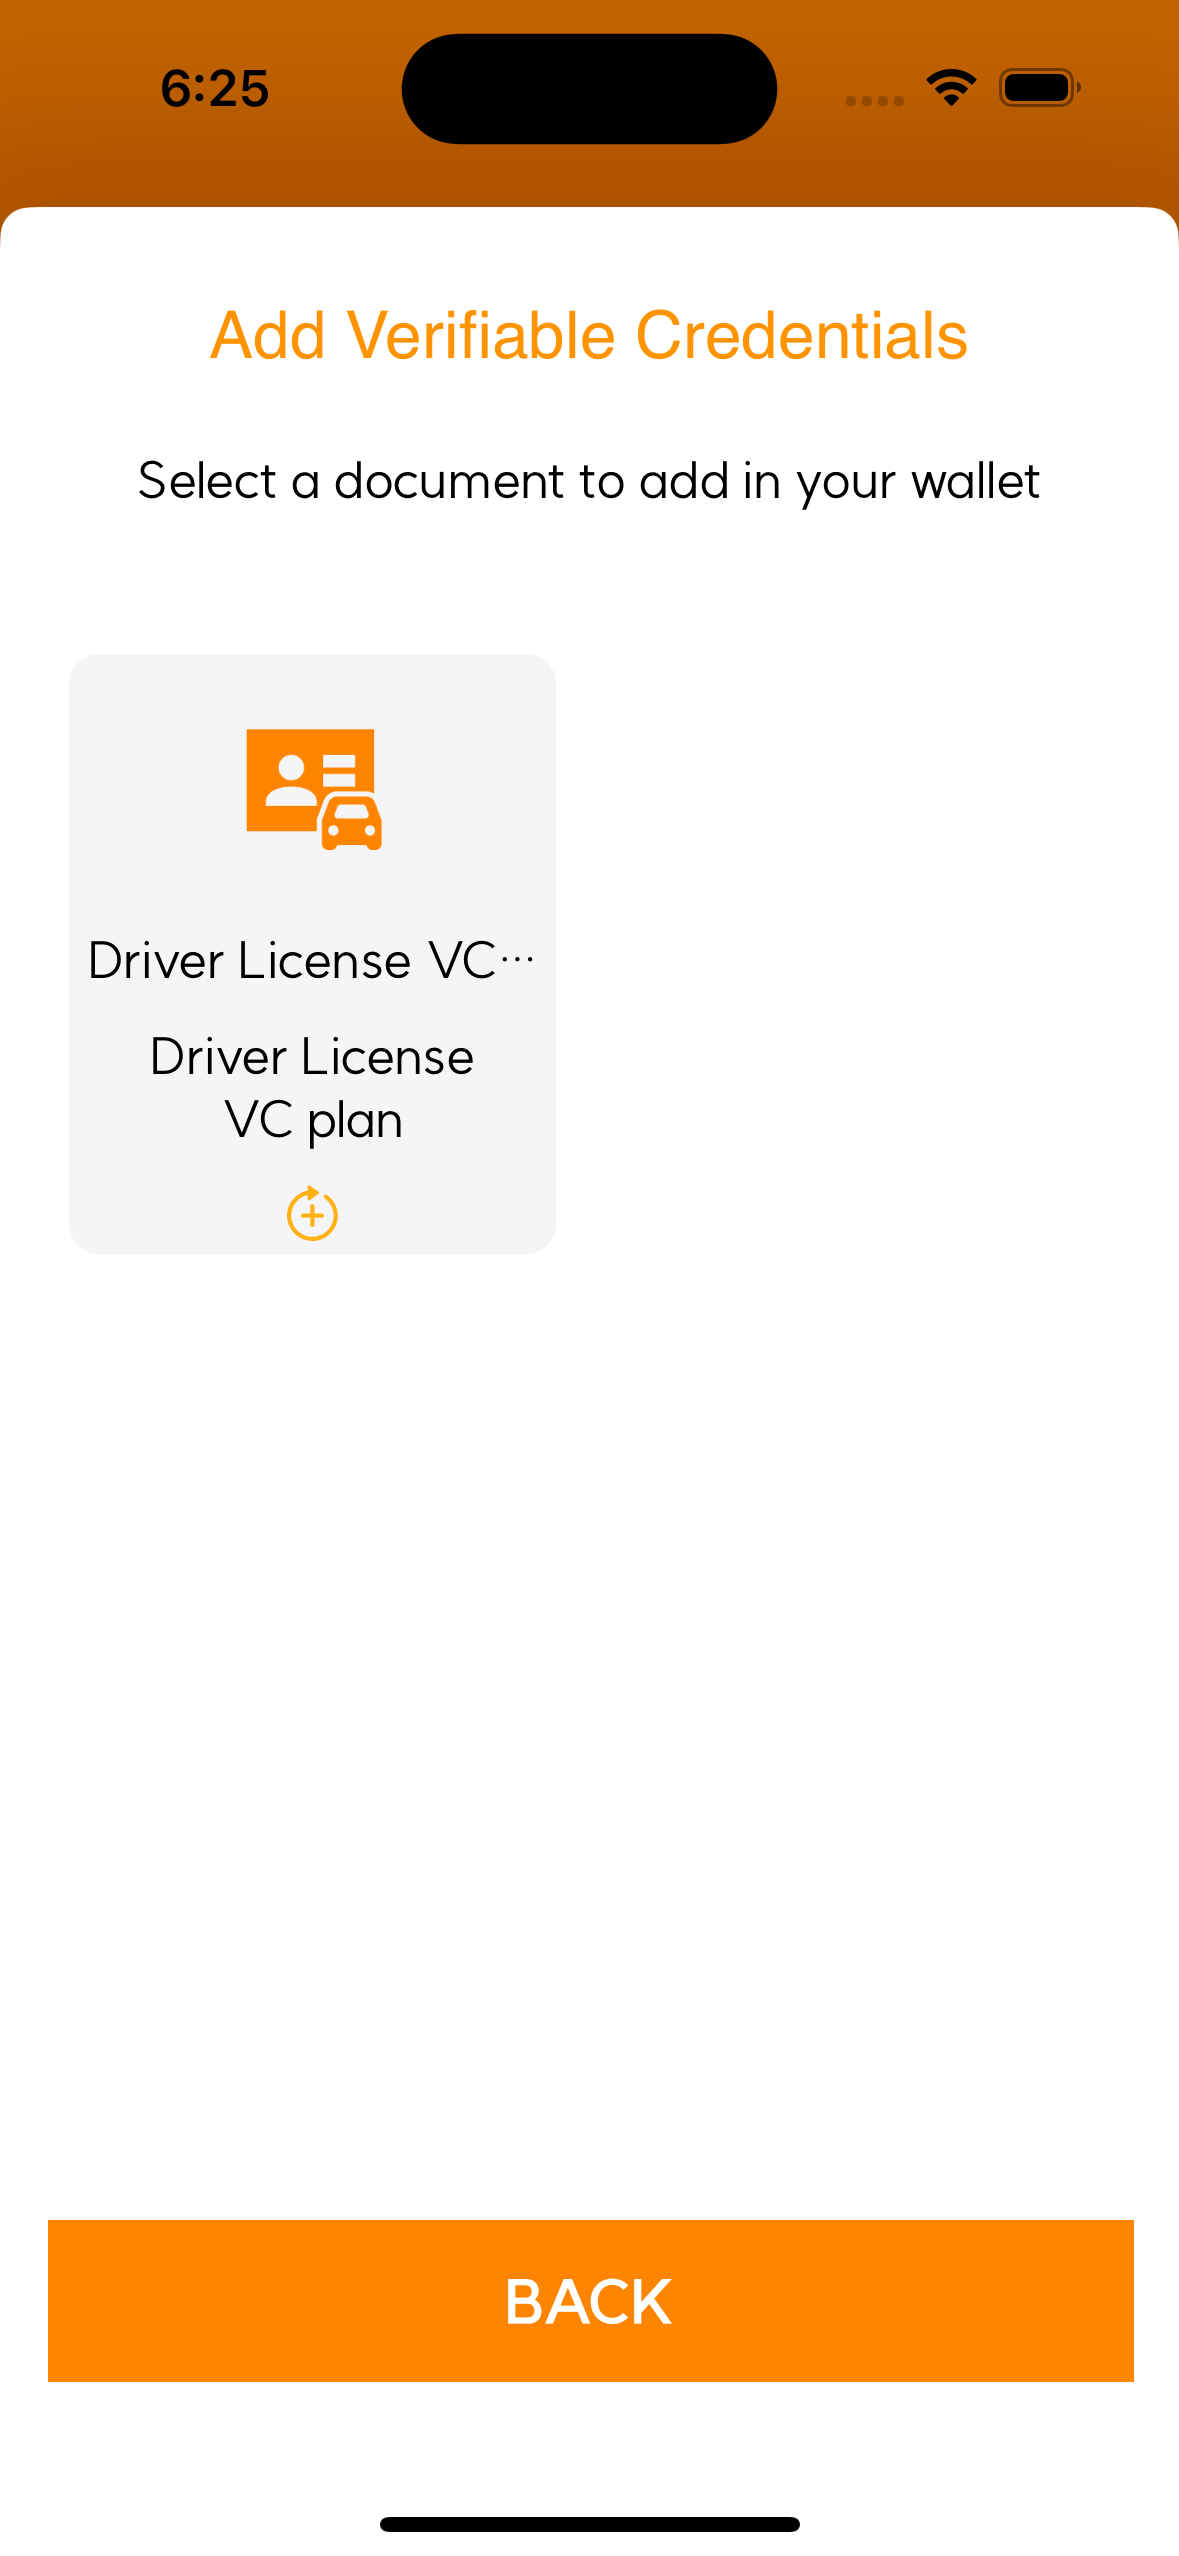 6:25
Add Verifiable Credentials
Select a document to add in your wallet
Driver License VC...
Driver License
VC plan
BACK